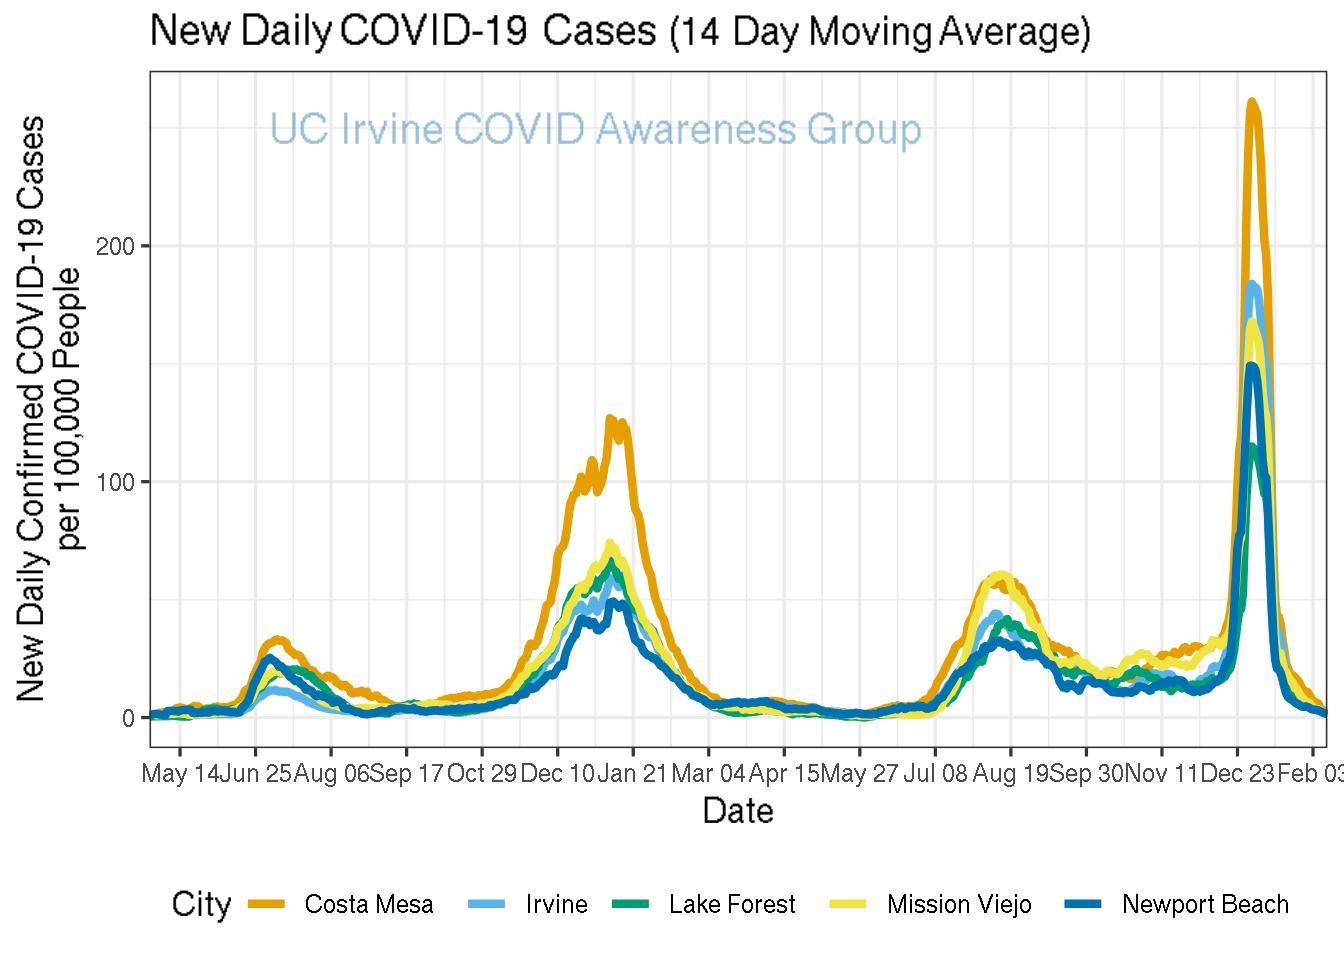 New Daily COVID-19 Cases (14 Day Moving Average)
UC Irvine COVID Awareness Group
New Daily Confirmed COVID-19 Cases
per 100,000 People
200
100
0
May 14 Jun 25 Aug 06 Sep 17 Oct 29 Dec 10 Jan 21 Mar 04 Apr 15 May 27 Jul 08 Aug 19 Sep 30 Nov 11 Dec 23 Feb 03
Date
City Costa Mesa Irvine Lake Forest Mission Viejo Newport Beach